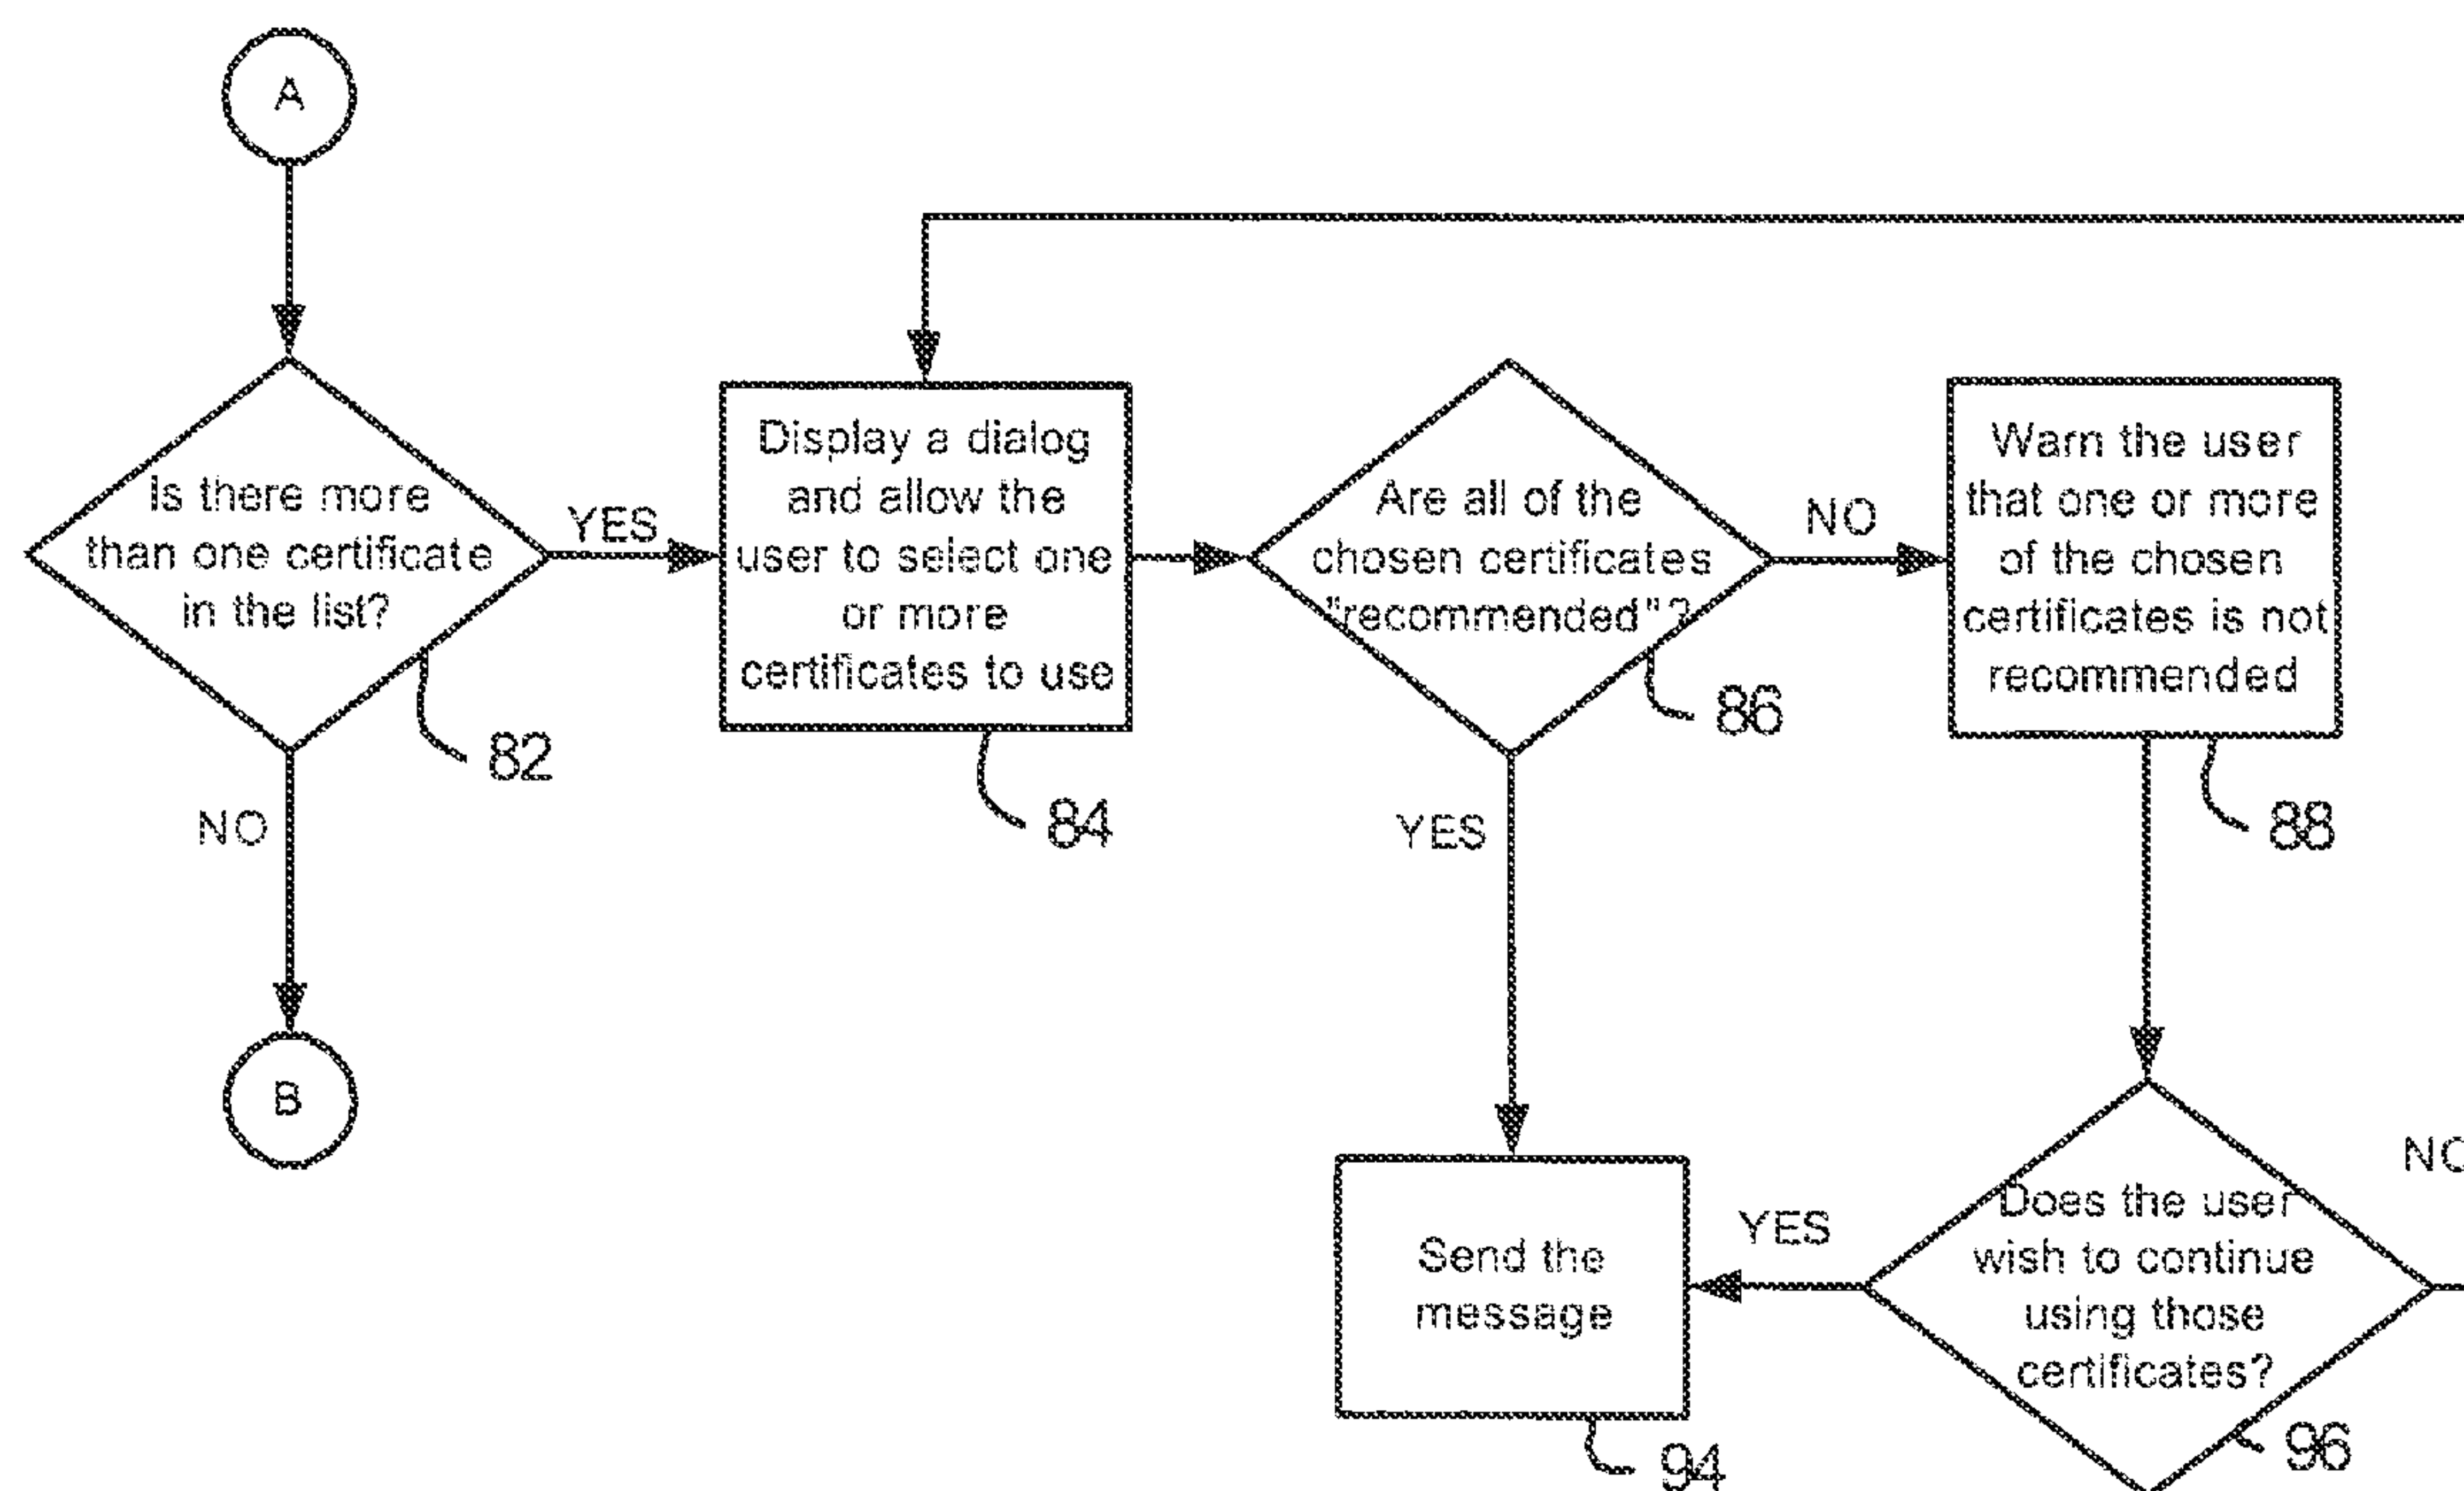 A
Is there more
than one certificate
in the list?
YES
82
NO
B
Display a dialog
and allow the
user to select one
or more
certificates to use
84
Are all of the
chosen certificates
"recommended"?
NO
86
YES
Warn the user
that one or more
of the chosen
certificates is not
recommended
88
Send the
message
94
YES
Does the user
wish to continue
using those
certificates?
96
NO